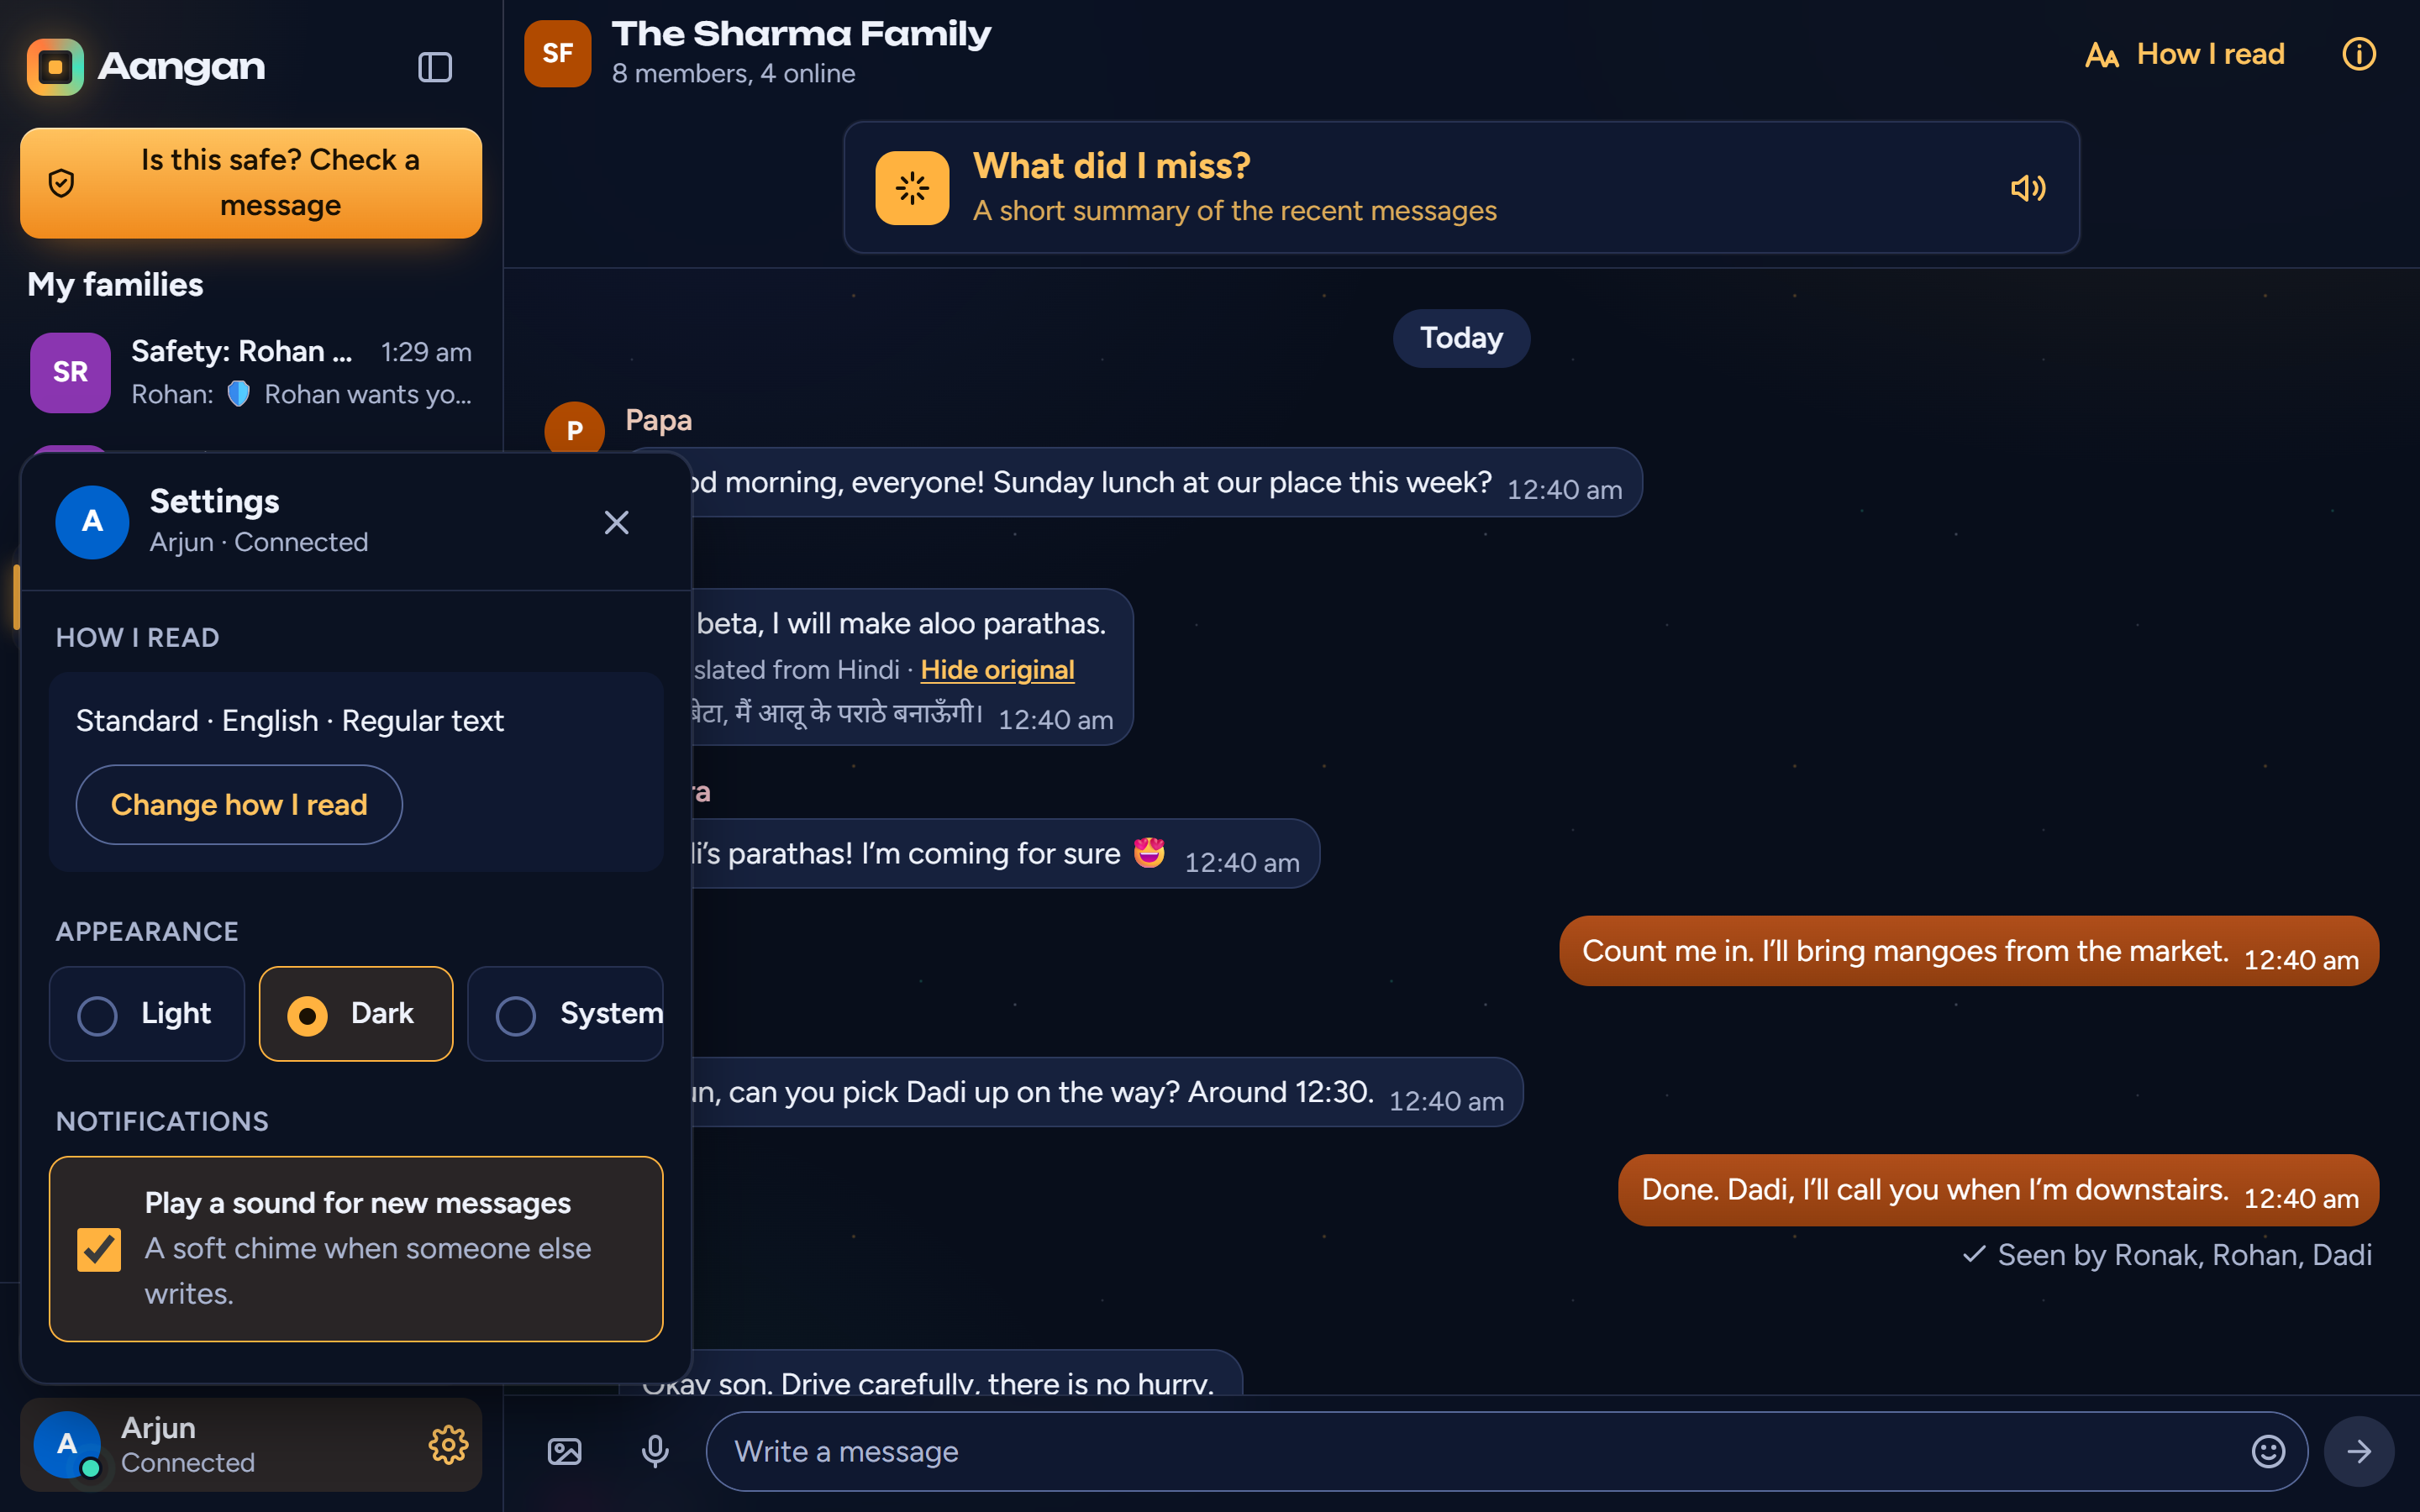 Aangan
Is this safe? Check a
message
My families
SR
Safety: Rohan ...
1:29 am
Rohan: Rohan wants yo...
A
Settings
Arjun · Connected
HOW I READ
Standard · English · Regular text
Change how I read
APPEARANCE
Light
Dark
System
NOTIFICATIONS
Play a sound for new messages
A soft chime when someone else
writes.
A
Arjun
Connected
SF
The Sharma Family
8 members, 4 online
How I read
What did I miss?
A short summary of the recent messages
Today
P
Papa
morning, everyone! Sunday lunch at our place this week? 12:40 am
beta, I will make aloo parathas.
from Hindi · Hide original
मैं आलू के पराठे बनाऊँगी। 12:40 am
parathas! I’m coming for sure 12:40 am
Count me in. I’ll bring mangoes from the market. 12:40 am
can you pick Dadi up on the way? Around 12:30. 12:40 am
Done. Dadi, I’ll call you when I’m downstairs. 12:40 am
Seen by Ronak, Rohan, Dadi
Okay son. Drive carefully, there is no hurry.
Write a message